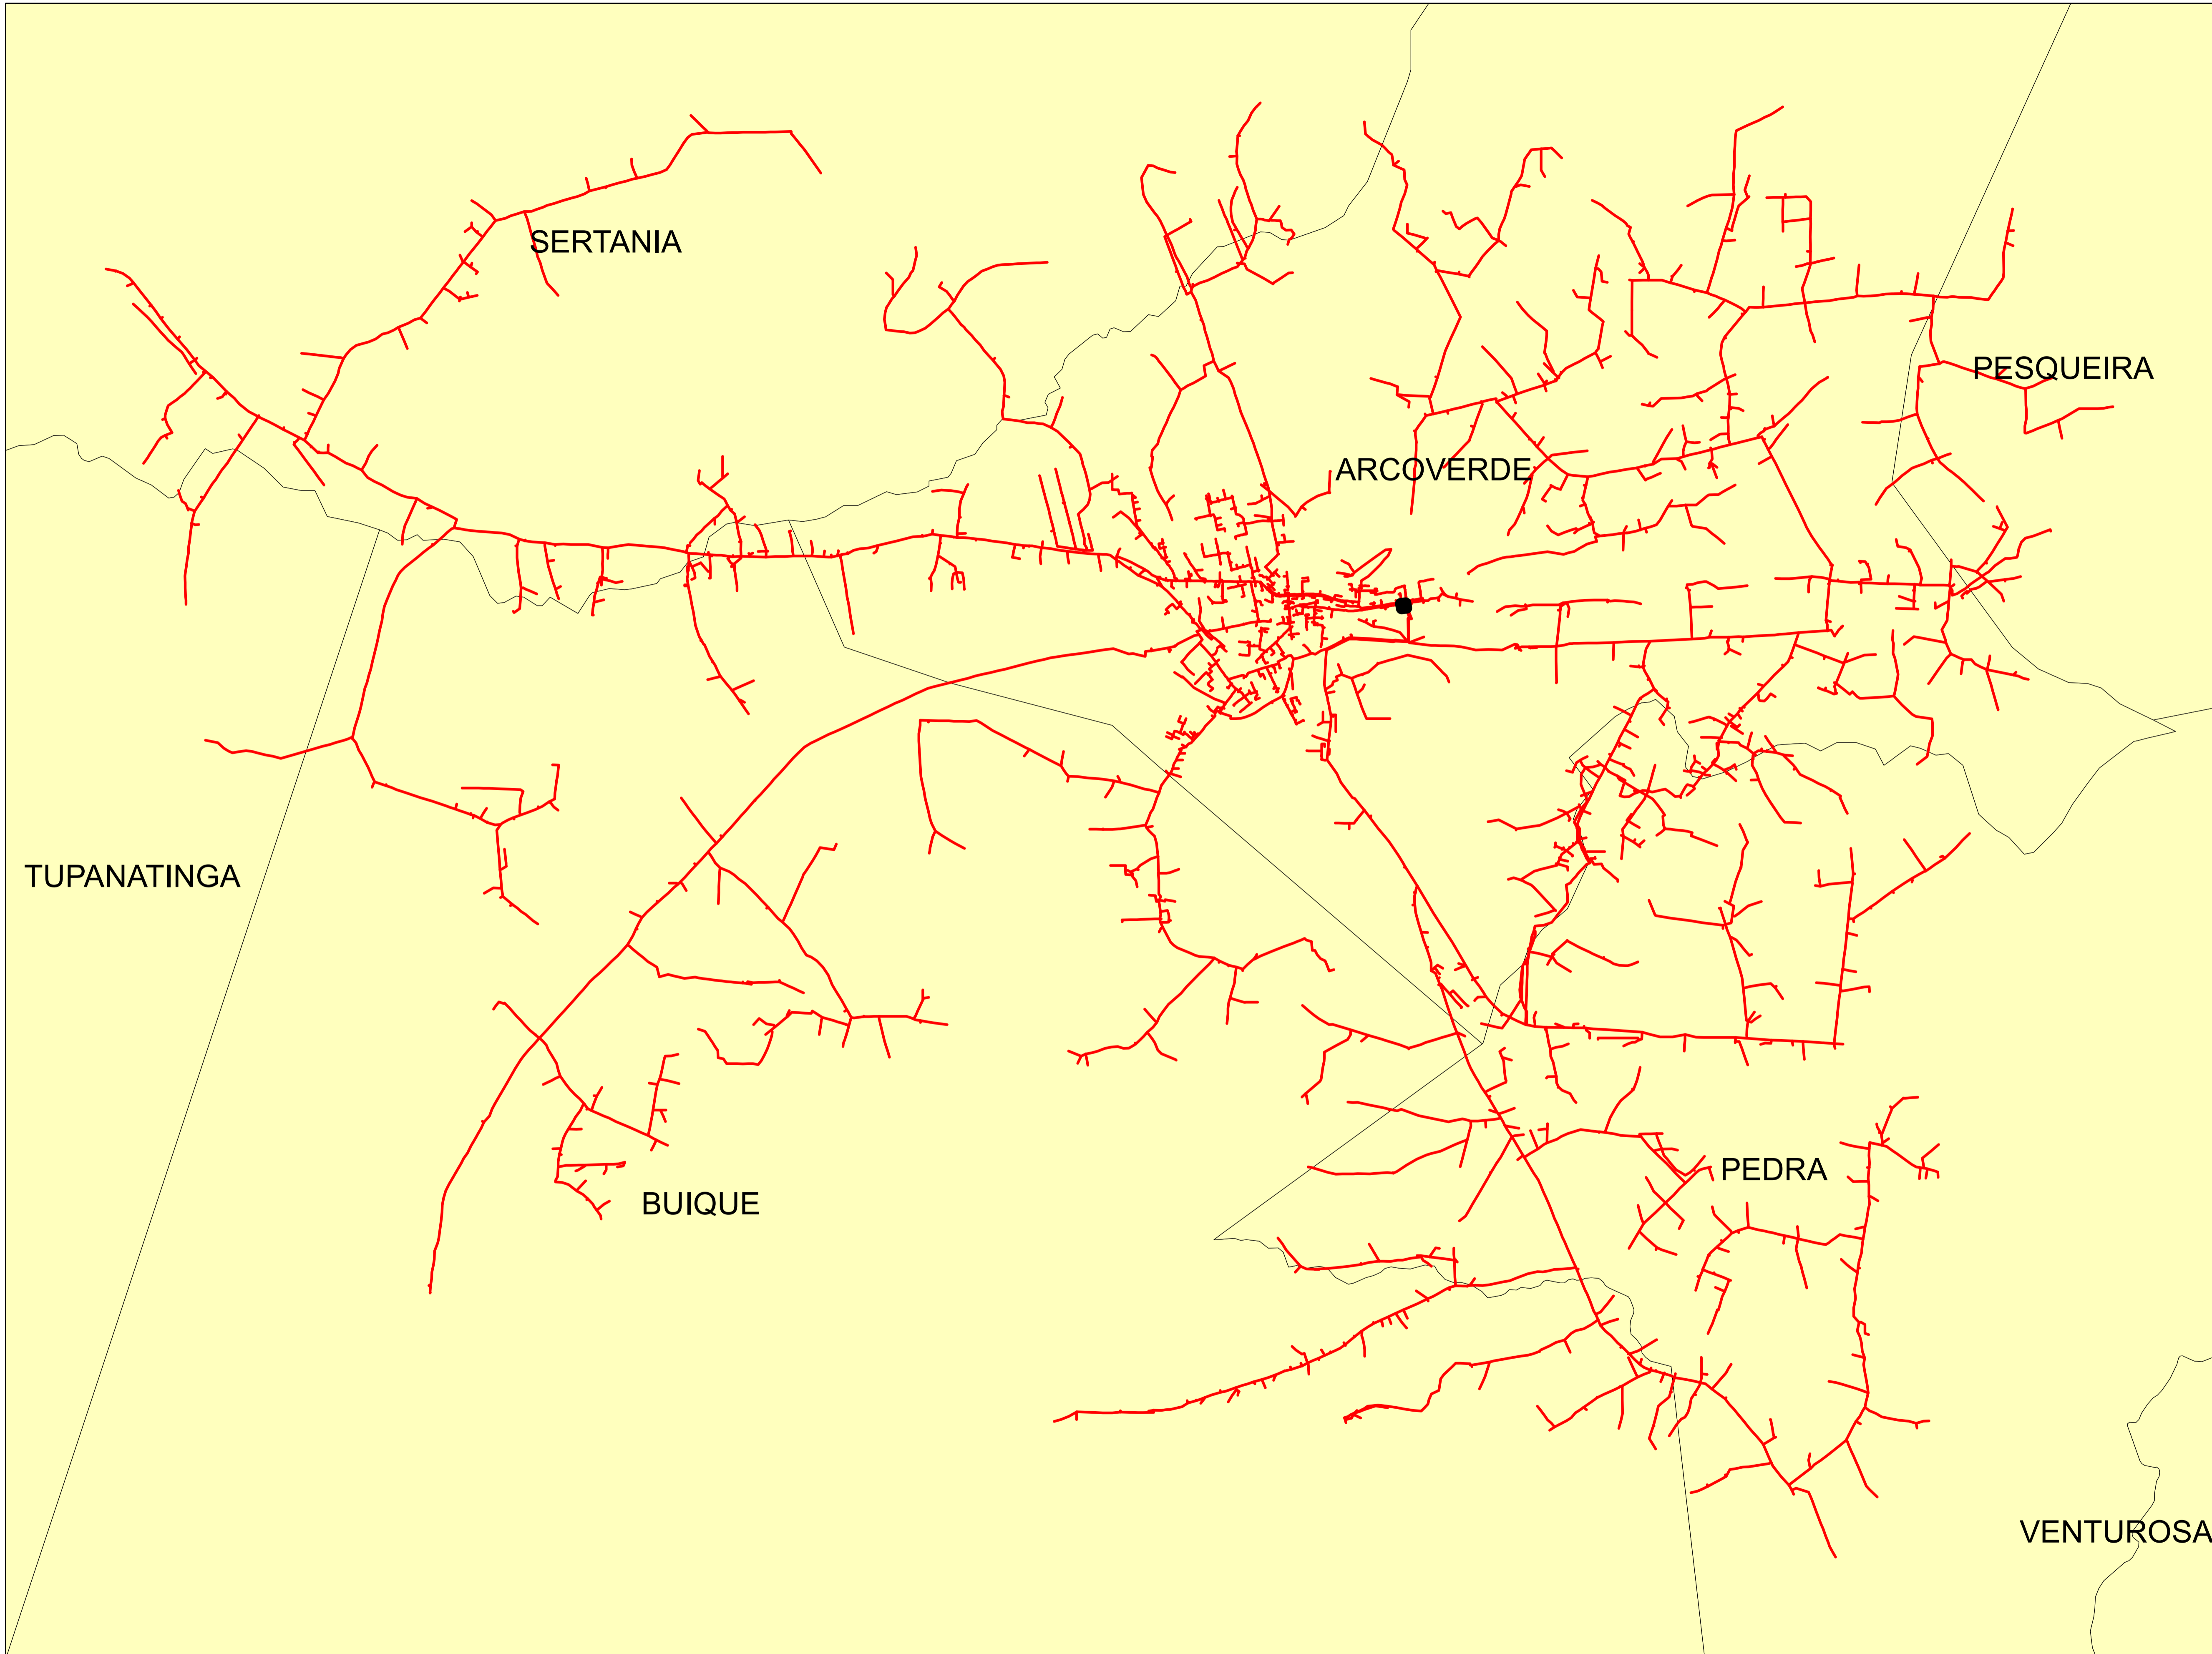 SERTANIA
PESQUEIRA
ARCOVERDE
TUPANATINGA
PEDRA
BUIQUE
VENTUROSA